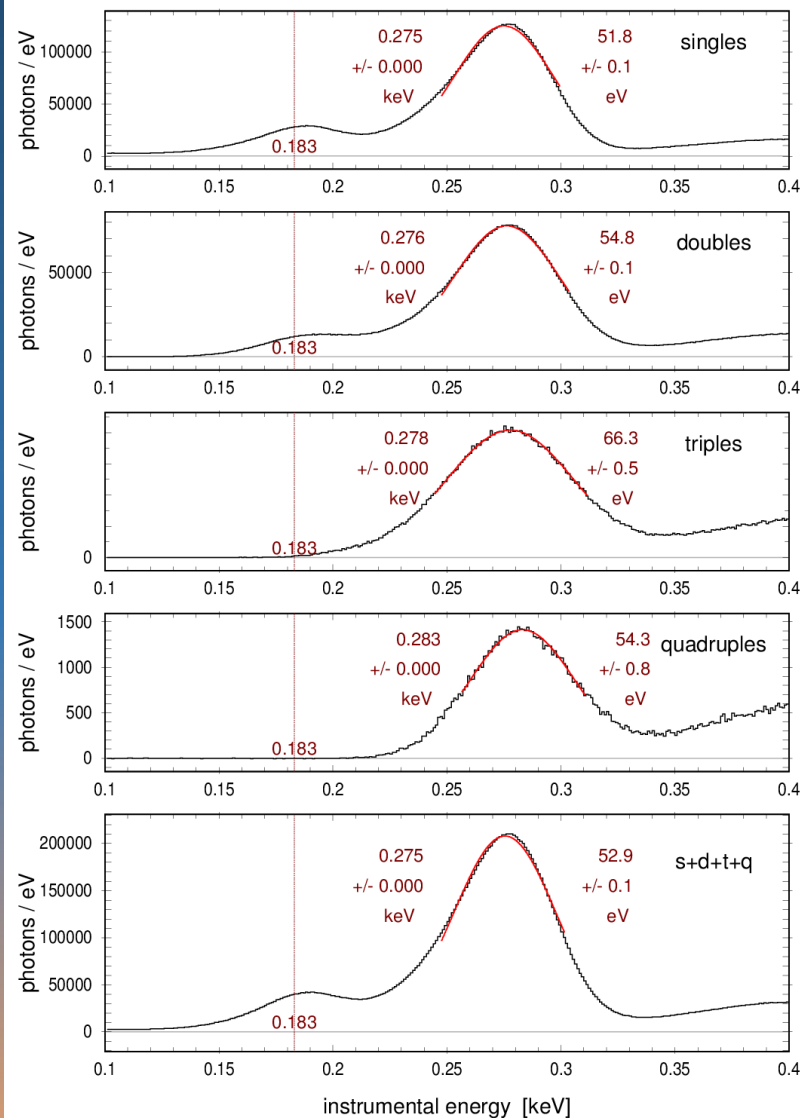 photons / eV
100000
50000
0
0.275
+/- 0.000
keV
51.8
+/- 0.1
eV
singles
0.183
0.1 0.15 0.2 0.25 0.3 0.35 0.4
photons / eV
50000
0
0.276
+/- 0.000
keV
54.8
+/- 0.1
eV
doubles
0.183
0.1 0.15 0.2 0.25 0.3 0.35 0.4
photons / eV
0
0.278
+/- 0.000
keV
66.3
+/- 0.5
eV
triples
0.183
0.1 0.15 0.2 0.25 0.3 0.35 0.4
photons / eV
1500
1000
500
0
0.283
+/- 0.000
keV
54.3
+/- 0.8
eV
quadruples
0.183
0.1 0.15 0.2 0.25 0.3 0.35 0.4
photons / eV
200000
150000
100000
50000
0
0.275
+/- 0.000
keV
52.9
+/- 0.1
eV
s+d+t+q
0.183
0.1 0.15 0.2 0.25 0.3 0.35 0.4
instrumental energy [keV]